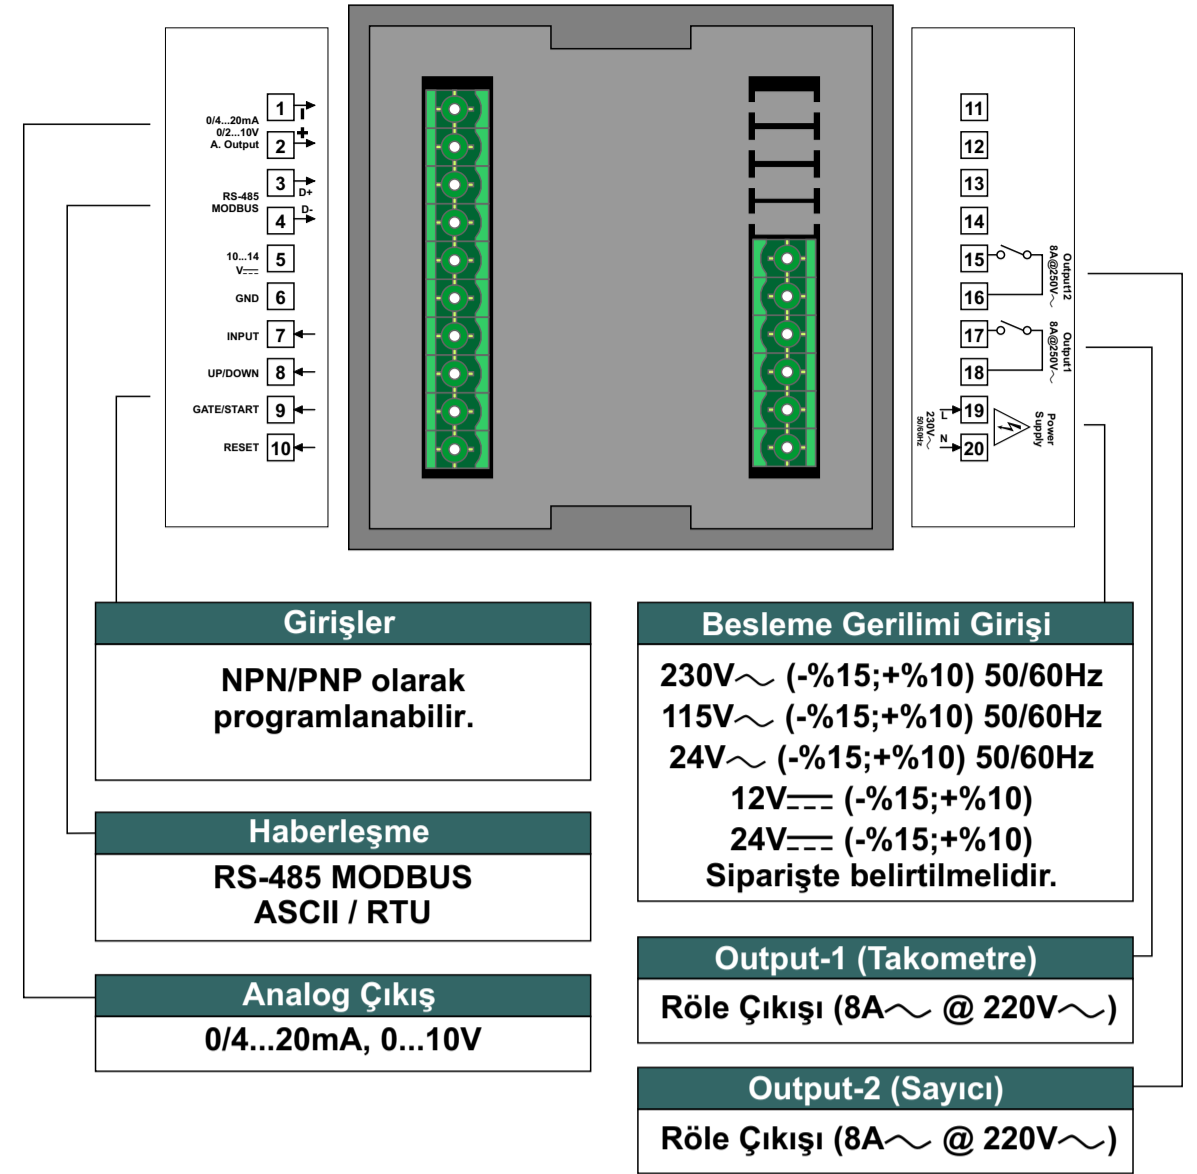 1
0/4...20mA
0/2...10V
A. Output
2
3
D+
RS-485
MODBUS
D-
4
10...14
V
5
GND
6
INPUT
7
UP/DOWN
8
GATE/START
9
RESET
10
11
12
13
14
15
16
Output12
8A@250V
17
18
Output1
8A@250V
L
19
N
20
230V
50/60Hz
Power
Supply
Girişler
NPN/PNP olarak
programlanabilir.
Haberleşme
RS-485 MODBUS
ASCII / RTU
Analog Çıkış
0/4...20mA, 0...10V
Besleme Gerilimi Girişi
230V～ (-%15;+%10) 50/60Hz
115V～ (-%15;+%10) 50/60Hz
24V～ (-%15;+%10) 50/60Hz
12V⎓ (-%15;+%10)
24V⎓ (-%15;+%10)
Siparişte belirtilmelidir.
Output-1 (Takometre)
Röle Çıkışı (8A～ @ 220V～)
Output-2 (Sayıcı)
Röle Çıkışı (8A～ @ 220V～)